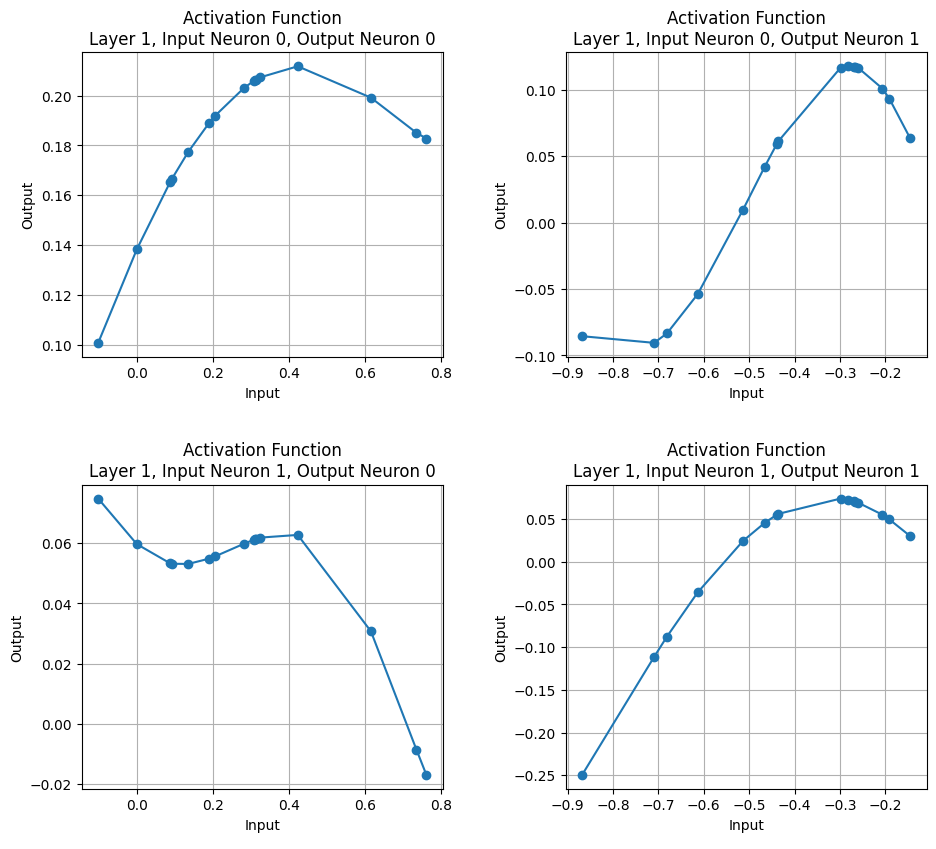 Activation Function
Layer 1, Input Neuron 0, Output Neuron 0
0.20
0.18
0.16
0.14
0.12
0.10
Output
0.0 0.2 0.4 0.6 0.8
Input
Activation Function
Layer 1, Input Neuron 0, Output Neuron 1
0.10
0.05
0.00
−0.05
−0.10
Output
−0.9 −0.8 −0.7 −0.6 −0.5 −0.4 −0.3 −0.2
Input
Activation Function
Layer 1, Input Neuron 1, Output Neuron 0
0.06
0.04
0.02
0.00
−0.02
Output
0.0 0.2 0.4 0.6 0.8
Input
Activation Function
Layer 1, Input Neuron 1, Output Neuron 1
0.05
0.00
−0.05
−0.10
−0.15
−0.20
−0.25
Output
−0.9 −0.8 −0.7 −0.6 −0.5 −0.4 −0.3 −0.2
Input